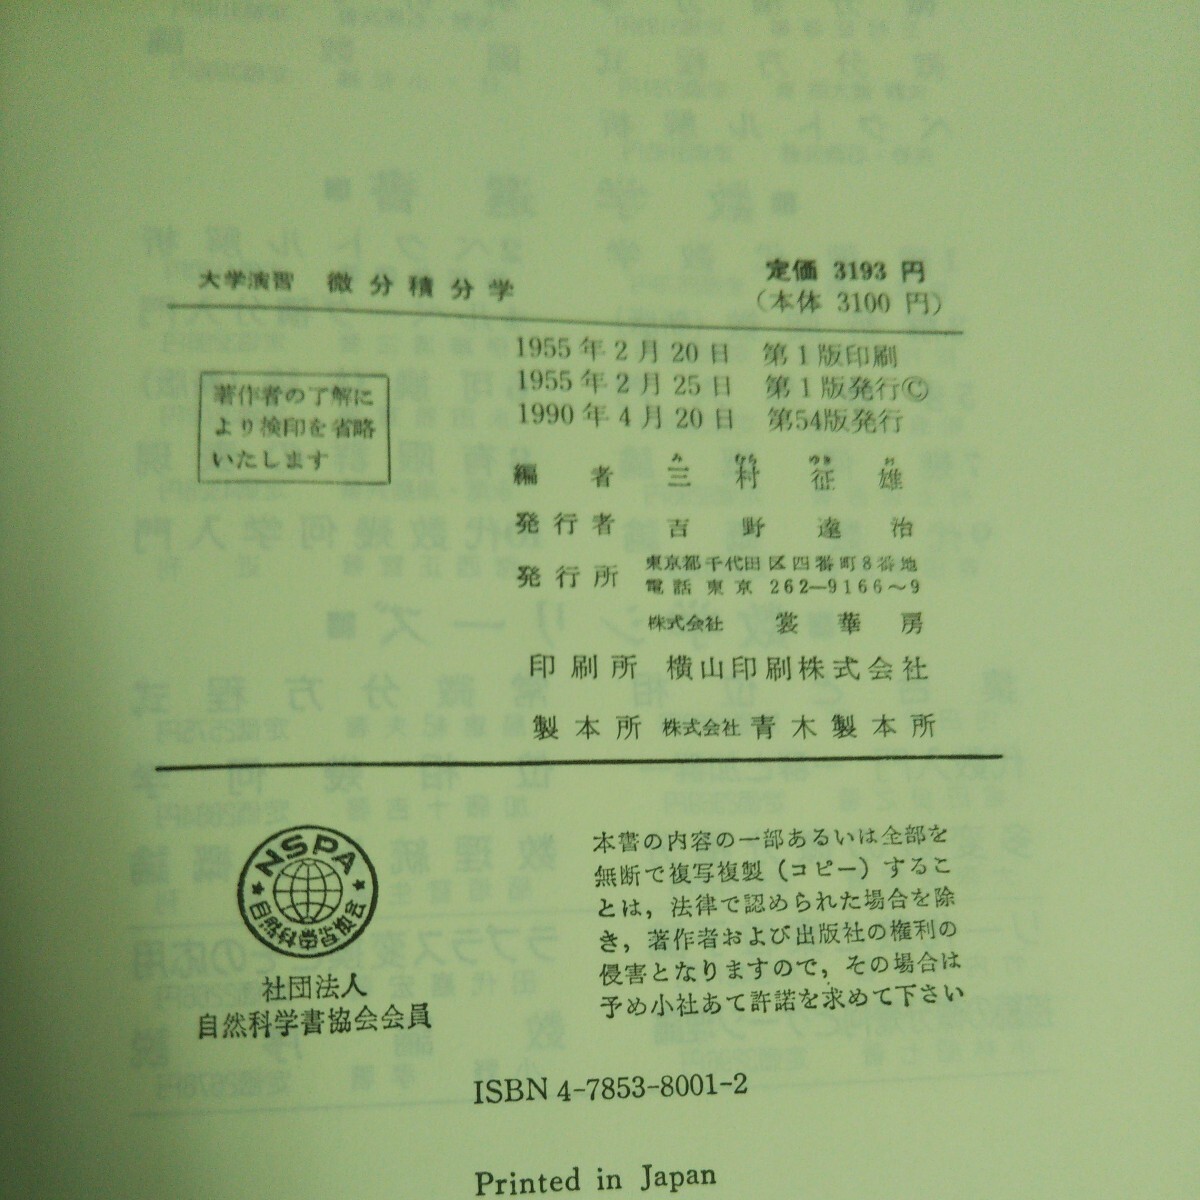 大学演習　微分積分学
定価 3193 円
（本体 3100 円）
1955年2月20日　第1版印刷
1955年2月25日　第1版発行©
1990年4月20日　第54版発行
著作者の了解に
より検印を省略
いたします
み むら ゆき お
編者　三村征雄
発行者　吉野達治
発行所　東京都千代田区四番町8番地
電話 東京 262—9166～9
株式会社　裳華房
印刷所　横山印刷株式会社
製本所　株式会社 青木製本所
NSPA
自然科学書協会
社団法人
自然科学書協会会員
本書の内容の一部あるいは全部を
無断で複写複製（コピー）するこ
とは，法律で認められた場合を除
き，著作者および出版社の権利の
侵害となりますので，その場合は
予め小社あて許諾を求めて下さい
ISBN 4-7853-8001-2
Printed in Japan